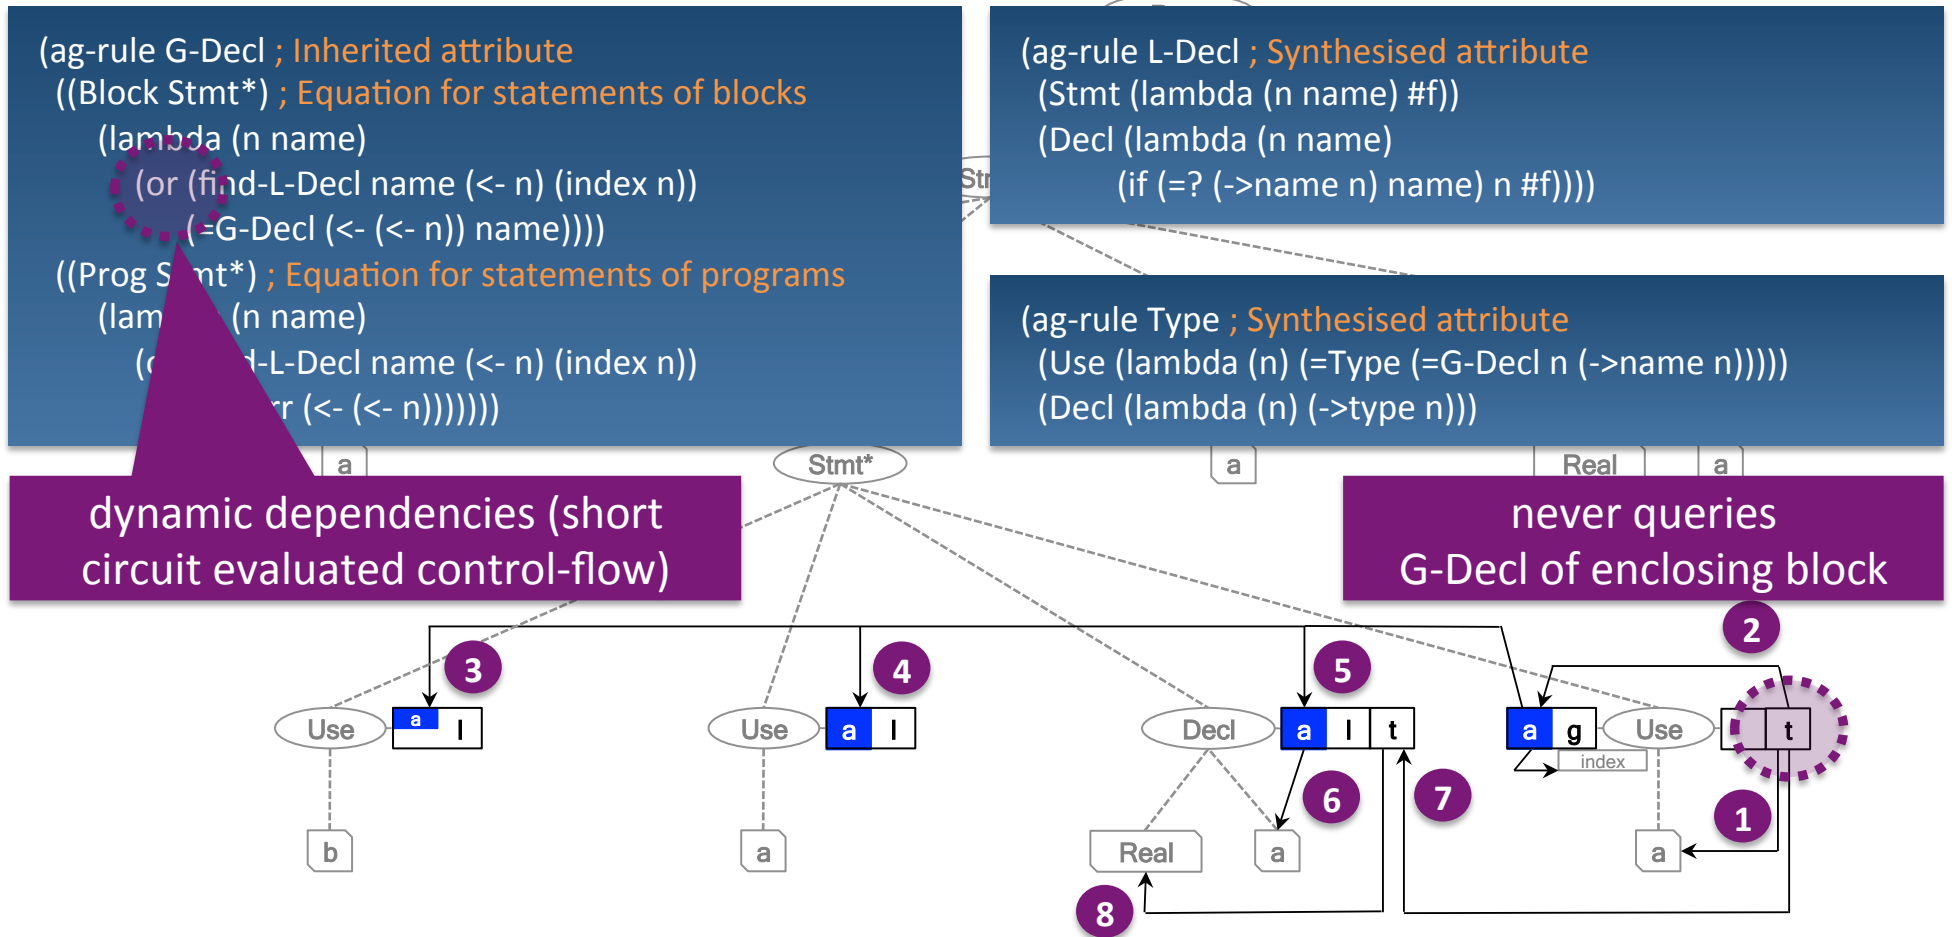 (ag-rule G-Decl ; Inherited attribute
((Block Stmt*) ; Equation for statements of blocks
(lambda (n name)
(or (find-L-Decl name (<- n) (index n))
(=G-Decl (<- (<- n)) name))))
((Prog Stmt*) ; Equation for statements of programs
(lam (n name)
d-L-Decl name (<- n) (index n))
rr (<- (<- n)))))))
(ag-rule L-Decl ; Synthesised attribute
(Stmt (lambda (n name) #f))
(Decl (lambda (n name)
(if (=? (->name n) name) n #f))))
(ag-rule Type ; Synthesised attribute
(Use (lambda (n) (=Type (=G-Decl n (->name n)))))
(Decl (lambda (n) (->type n)))
a
Stmt*
a
Real
a
dynamic dependencies (short
circuit evaluated control-flow)
never queries
G-Decl of enclosing block
2
3
4
5
Use
a l
Use
a l
Decl
a l t
a g
Use
t
index
6
7
1
b
a
Real
a
a
8